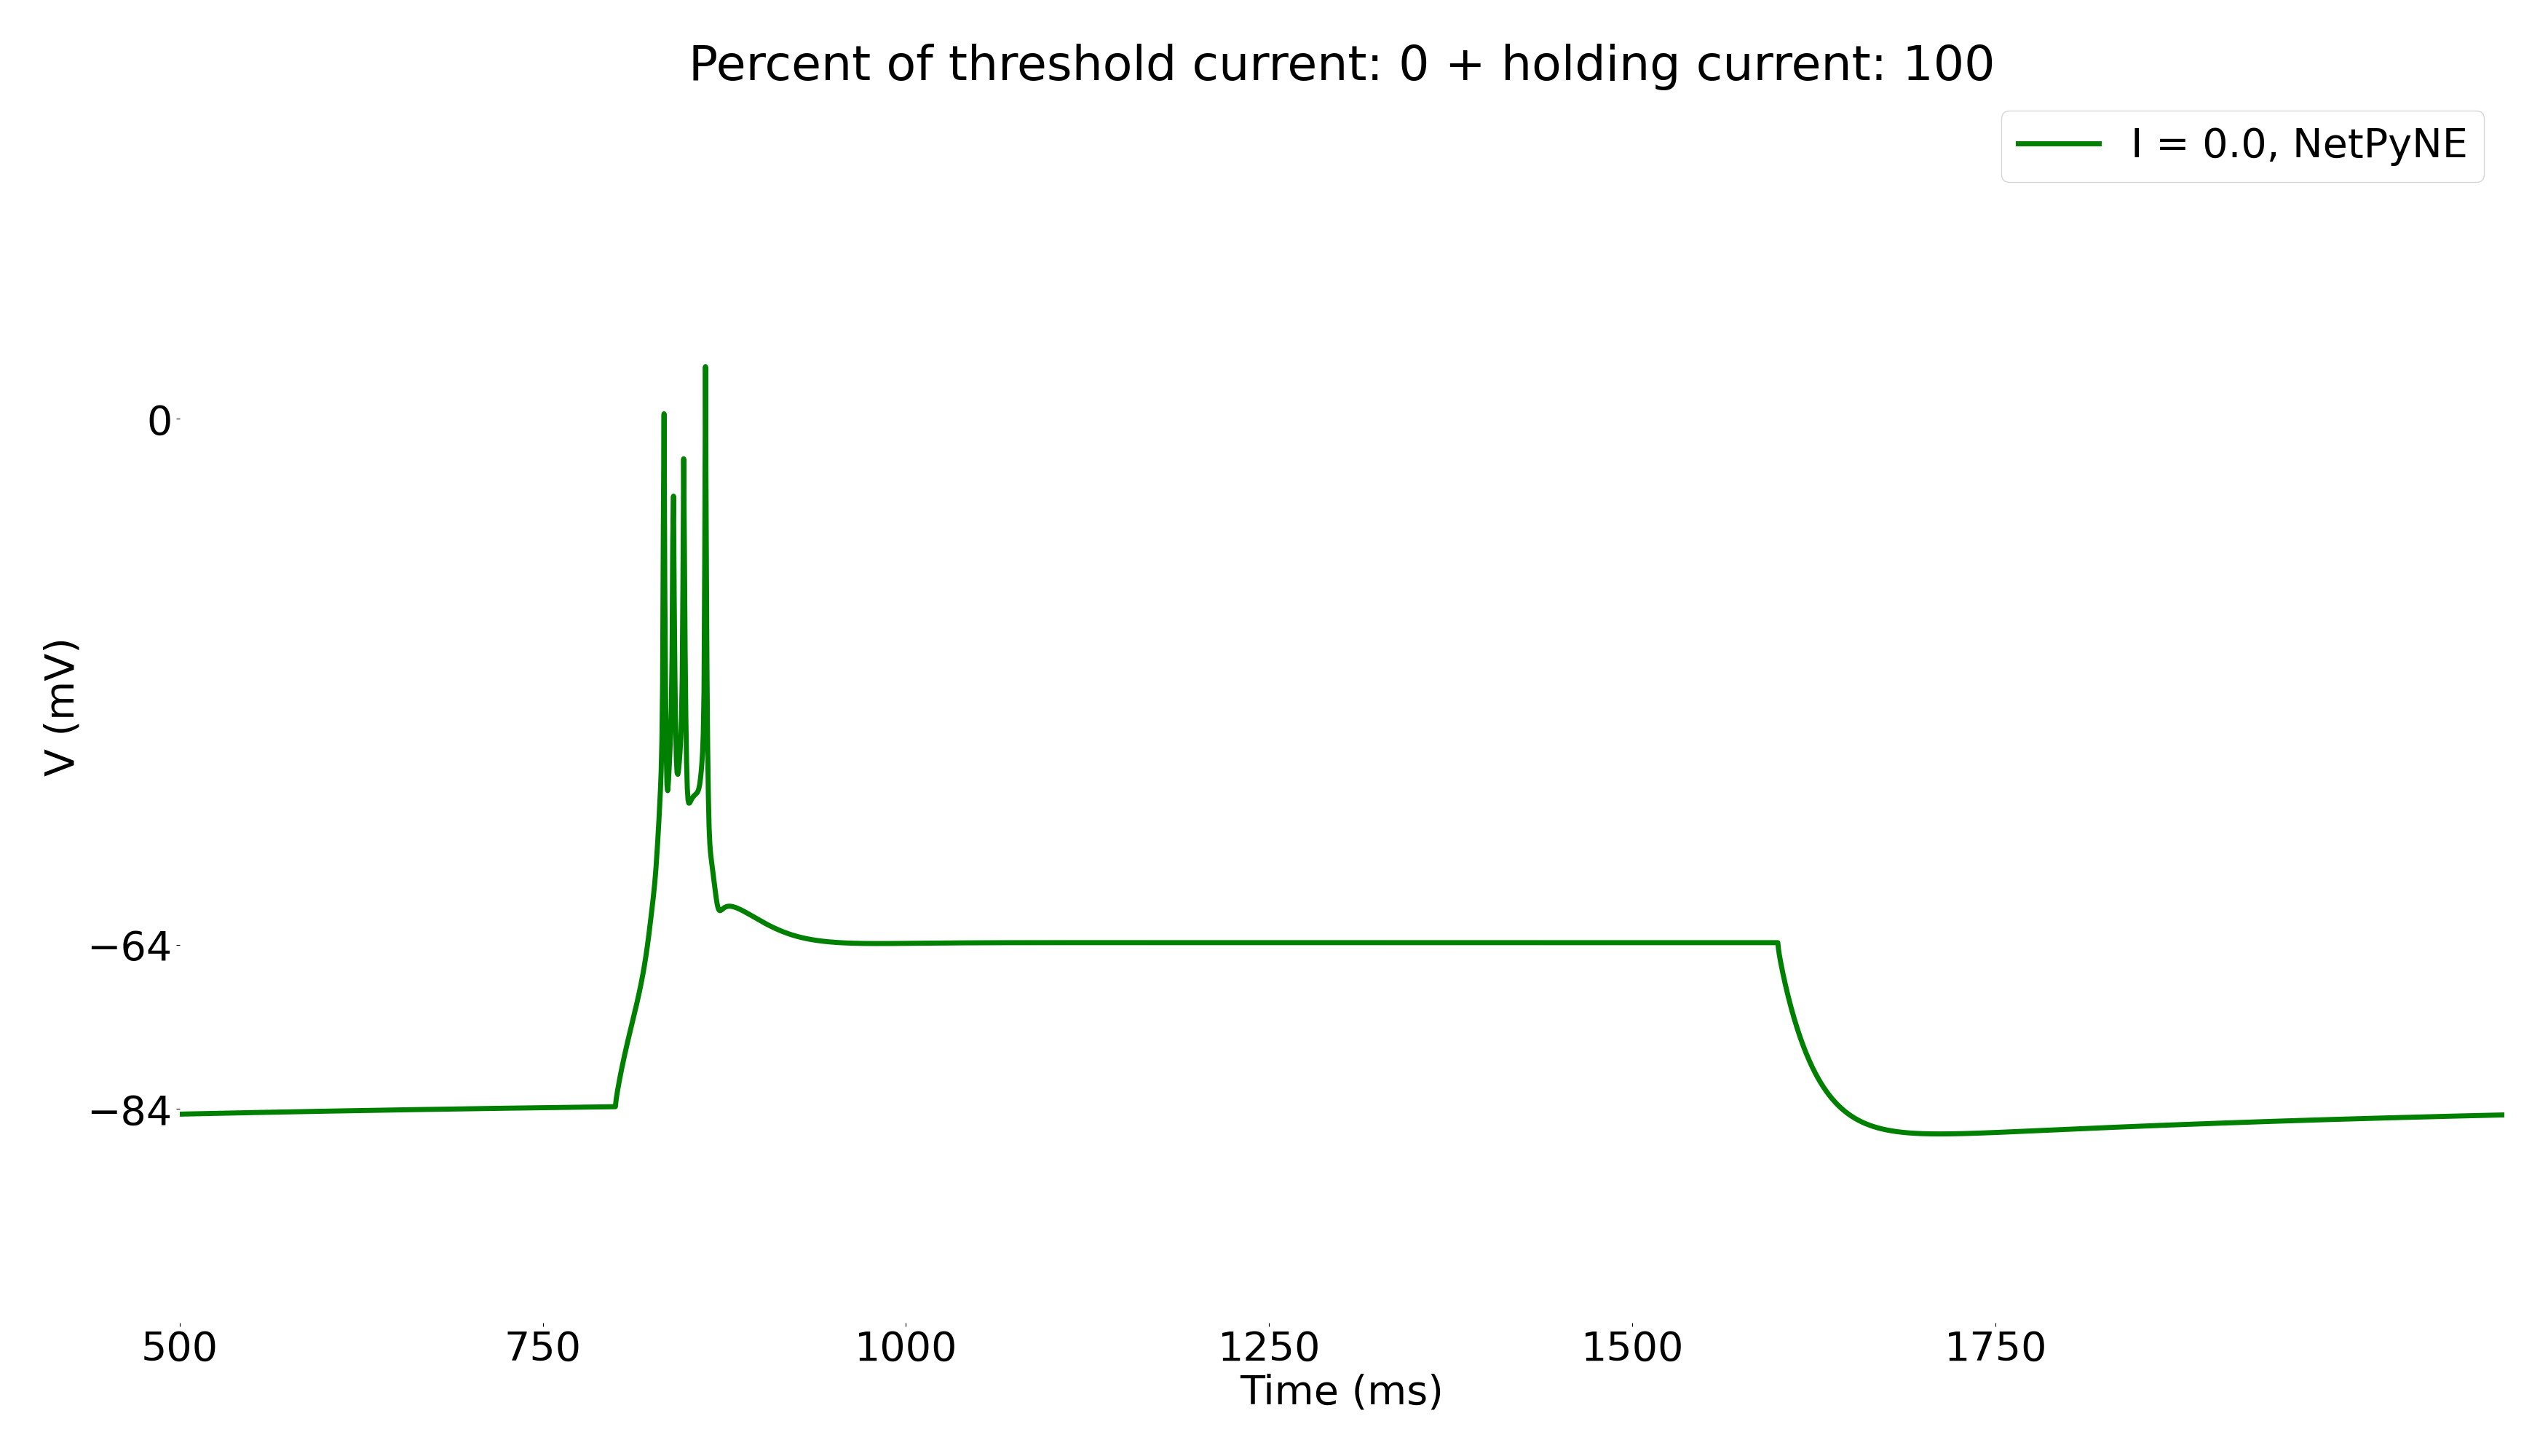 Percent of threshold current: 0 + holding current: 100
I = 0.0, NetPyNE
V (mV)
0
−64
−84
500 750 1000 1250 1500 1750
Time (ms)